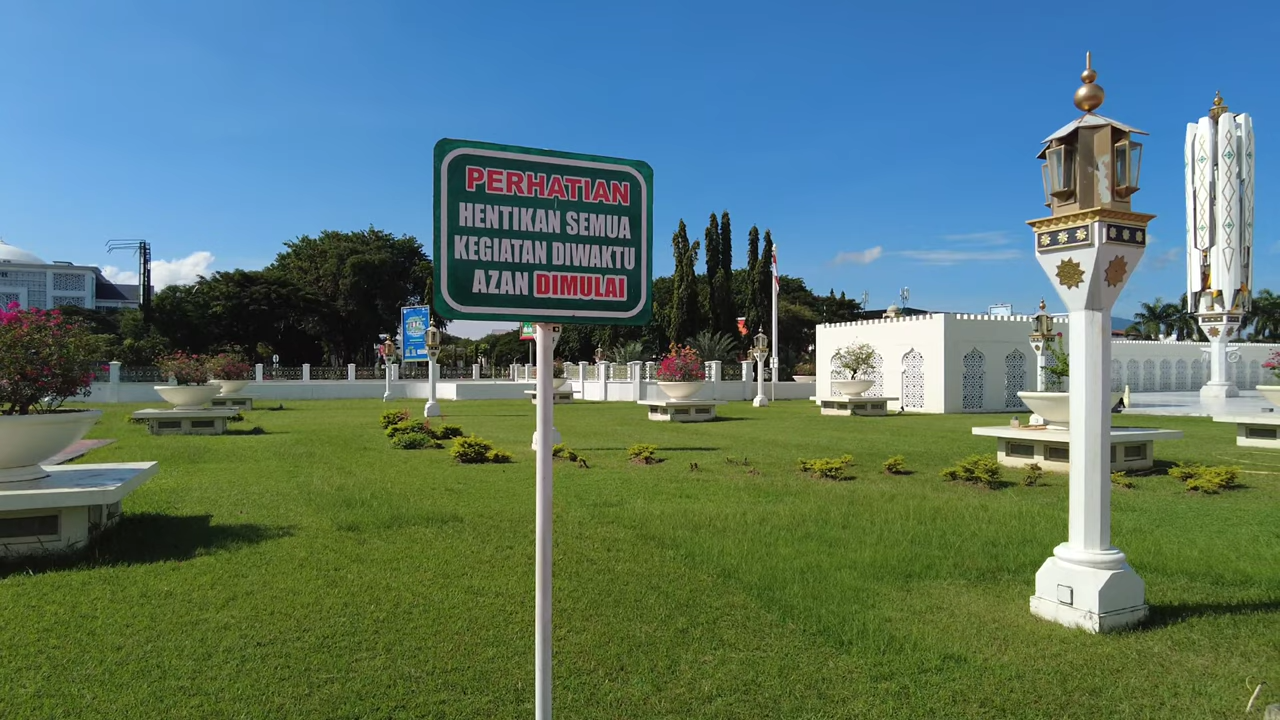 PERHATIAN
HENTIKAN SEMUA
KEGIATAN DIWAKTU
AZAN DIMULAI